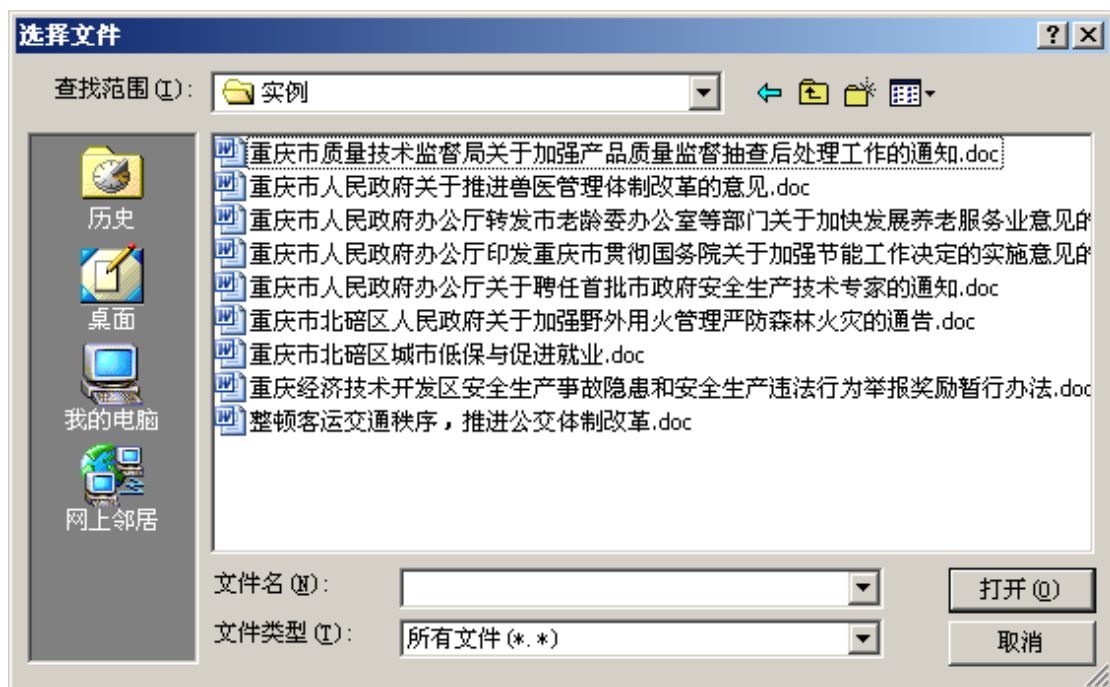 选择文件
查找范围(I):
实例
重庆市质量技术监督局关于加强产品质量监督抽查后处理工作的通知.doc
重庆市人民政府关于推进兽医管理体制改革的意见.doc
重庆市人民政府办公厅转发市老龄委办公室等部门关于加快发展养老服务业意见的
重庆市人民政府办公厅印发重庆市贯彻国务院关于加强节能工作决定的实施意见的
重庆市人民政府办公厅关于聘任首批市政府安全生产技术专家的通知.doc
重庆市北碚区人民政府关于加强野外用火管理严防森林火灾的通告.doc
重庆市北碚区城市低保与促进就业.doc
重庆经济技术开发区安全生产事故隐患和安全生产违法行为举报奖励暂行办法.doc
整顿客运交通秩序，推进公交体制改革.doc
历史
桌面
我的电脑
网上邻居
文件名(N):
打开(O)
文件类型(T):
所有文件(*.*)
取消